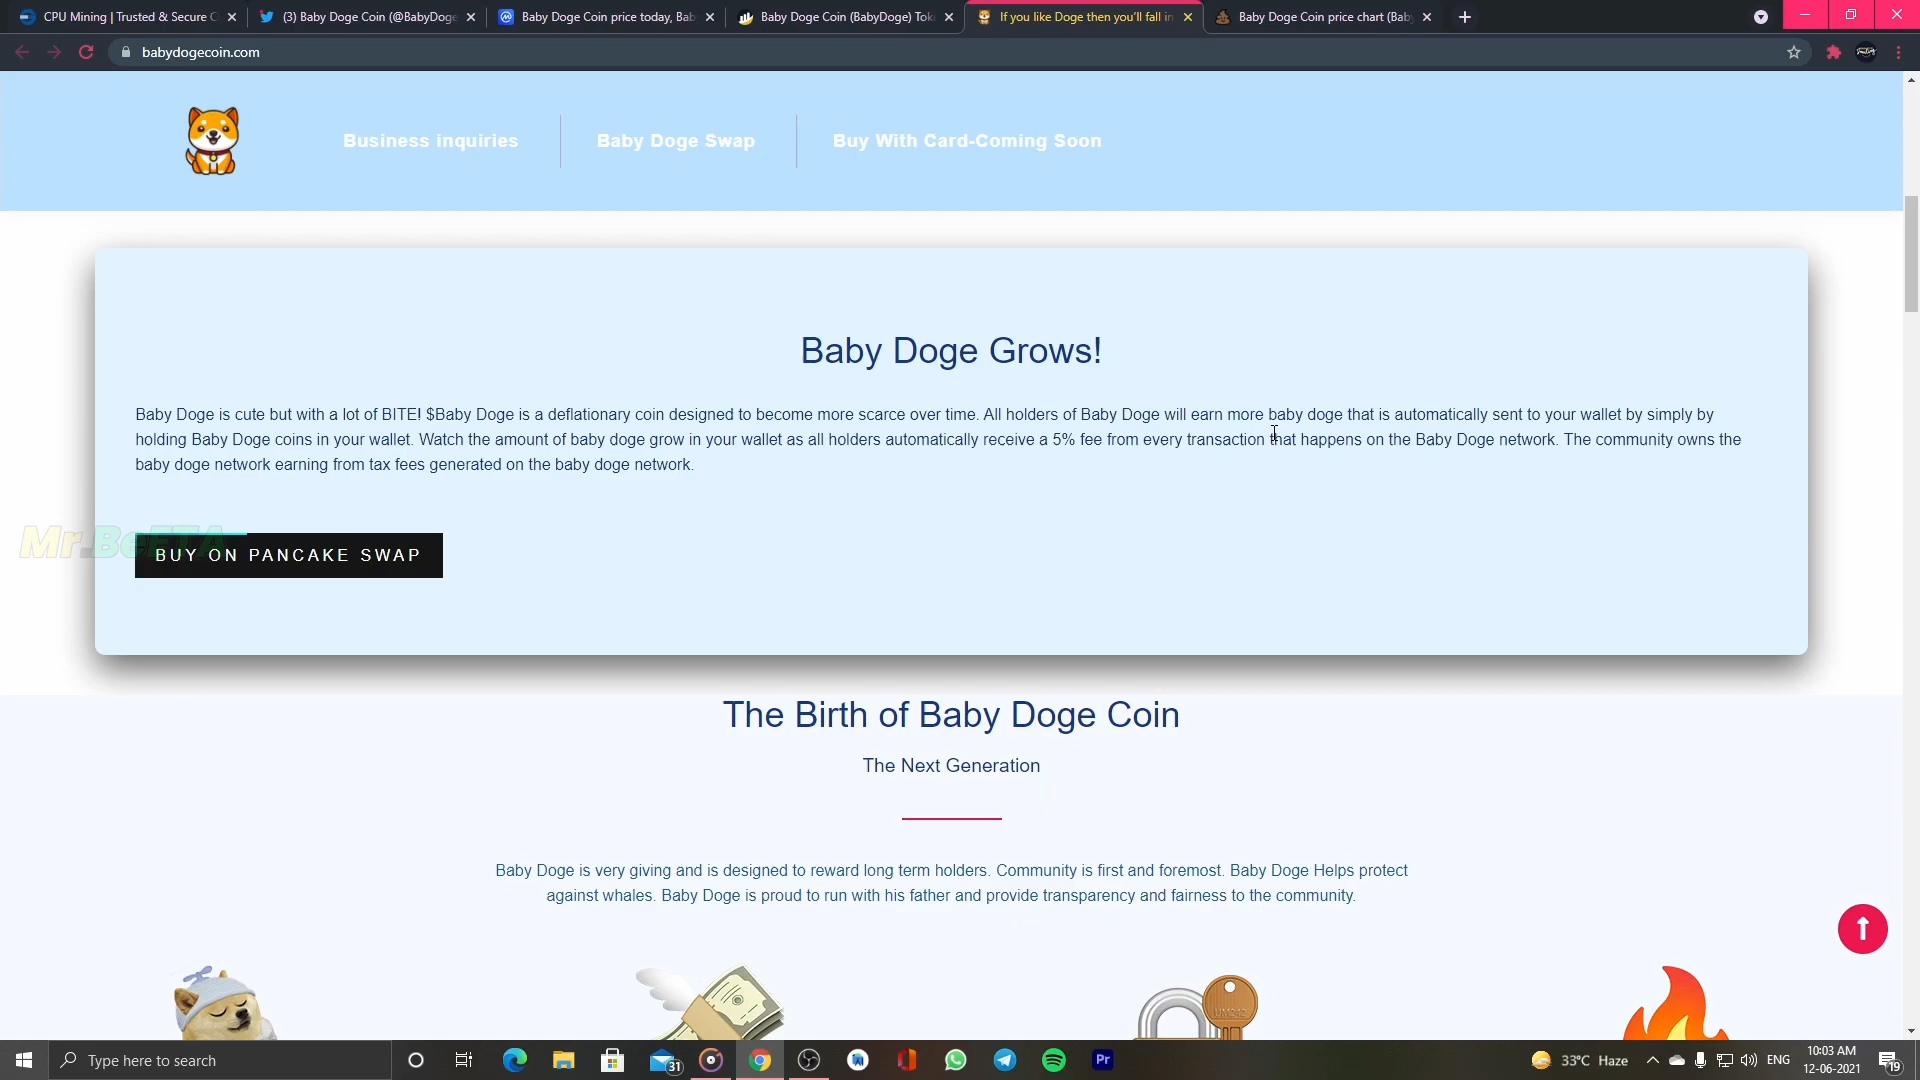 CPU Mining | Trusted & Secure C
(3) Baby Doge Coin (@BabyDoge
Baby Doge Coin price today, Bab
Baby Doge Coin (BabyDoge) Tok
If you like Doge then you'll fall in
Baby Doge Coin price chart (Bab
babydogecoin.com
Business inquiries
Baby Doge Swap
Buy With Card-Coming Soon
Baby Doge Grows!
Baby Doge is cute but with a lot of BITE! $Baby Doge is a deflationary coin designed to become more scarce over time. All holders of Baby Doge will earn more baby doge that is automatically sent to your wallet by simply by
holding Baby Doge coins in your wallet. Watch the amount of baby doge grow in your wallet as all holders automatically receive a 5% fee from every transaction that happens on the Baby Doge network. The community owns the
baby doge network earning from tax fees generated on the baby doge network.
Mr.BeFTA
BUY ON PANCAKE SWAP
The Birth of Baby Doge Coin
The Next Generation
Baby Doge is very giving and is designed to reward long term holders. Community is first and foremost. Baby Doge Helps protect
against whales. Baby Doge is proud to run with his father and provide transparency and fairness to the community.
Type here to search
31
Pr
33°C Haze
ENG
10:03 AM
12-06-2021
19